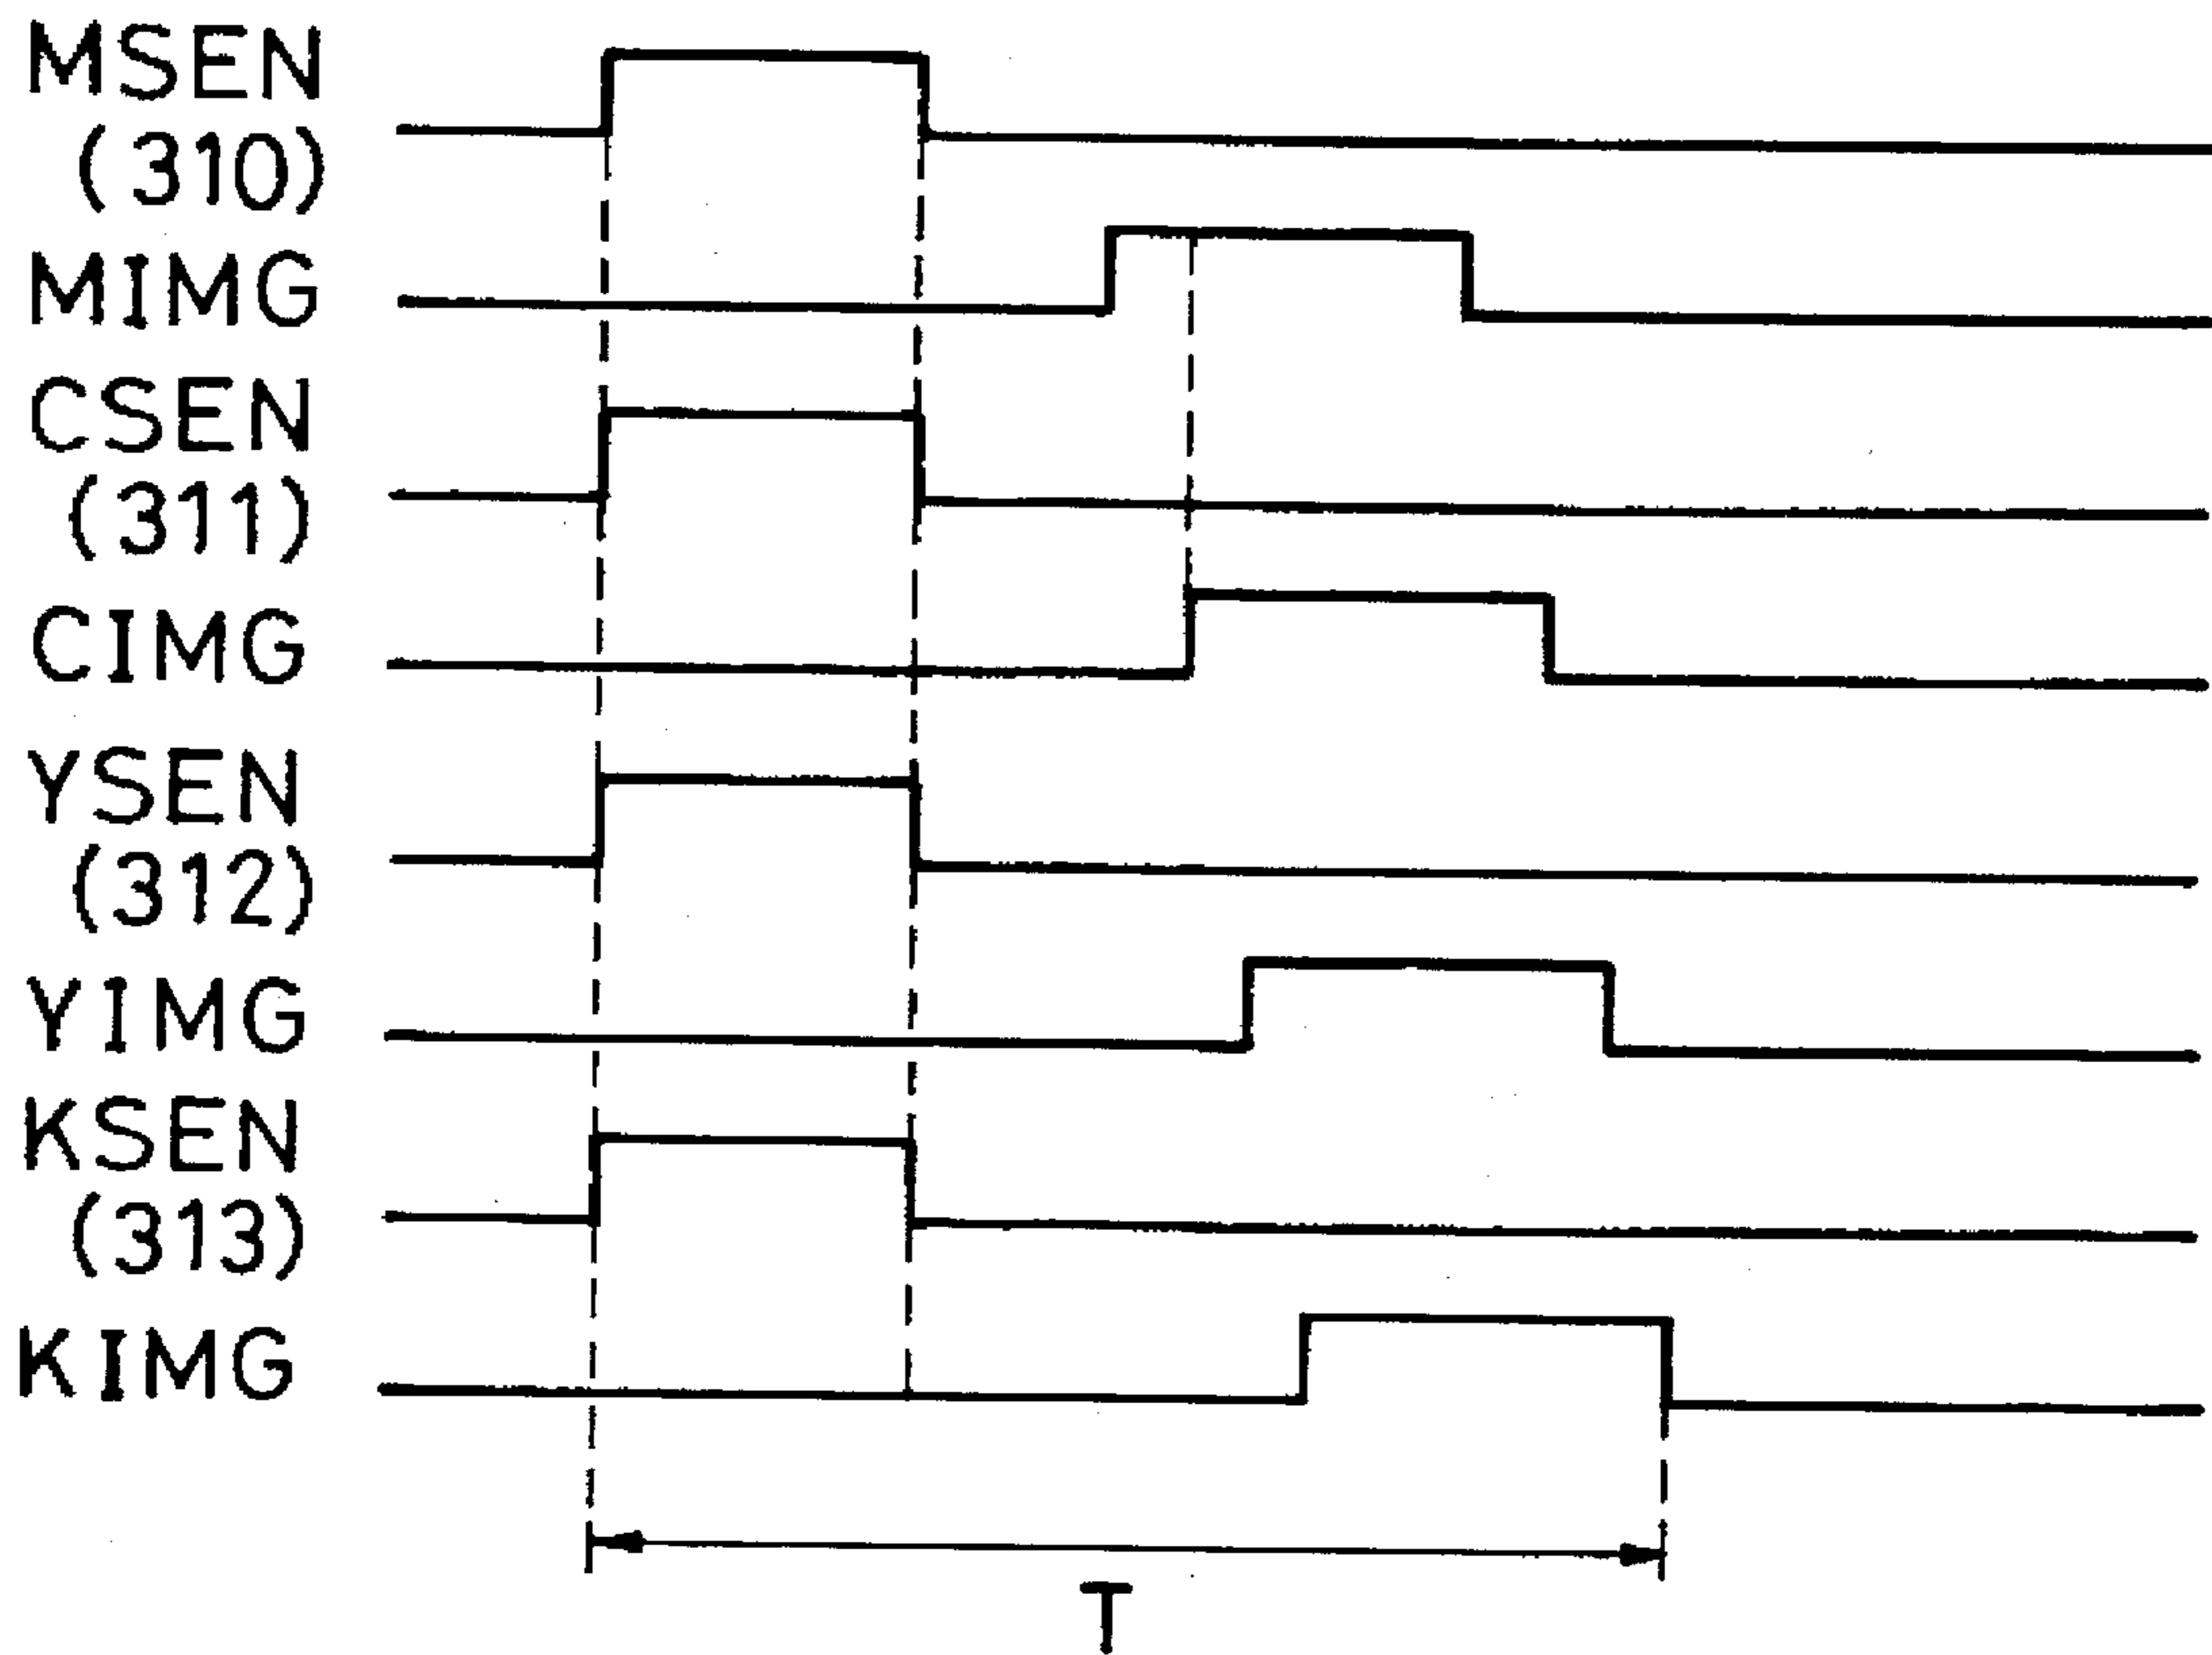 MSEN
(310)
MIMG
CSEN
(311)
CIMG
YSEN
(312)
YIMG
KSEN
(313)
KIMG
T